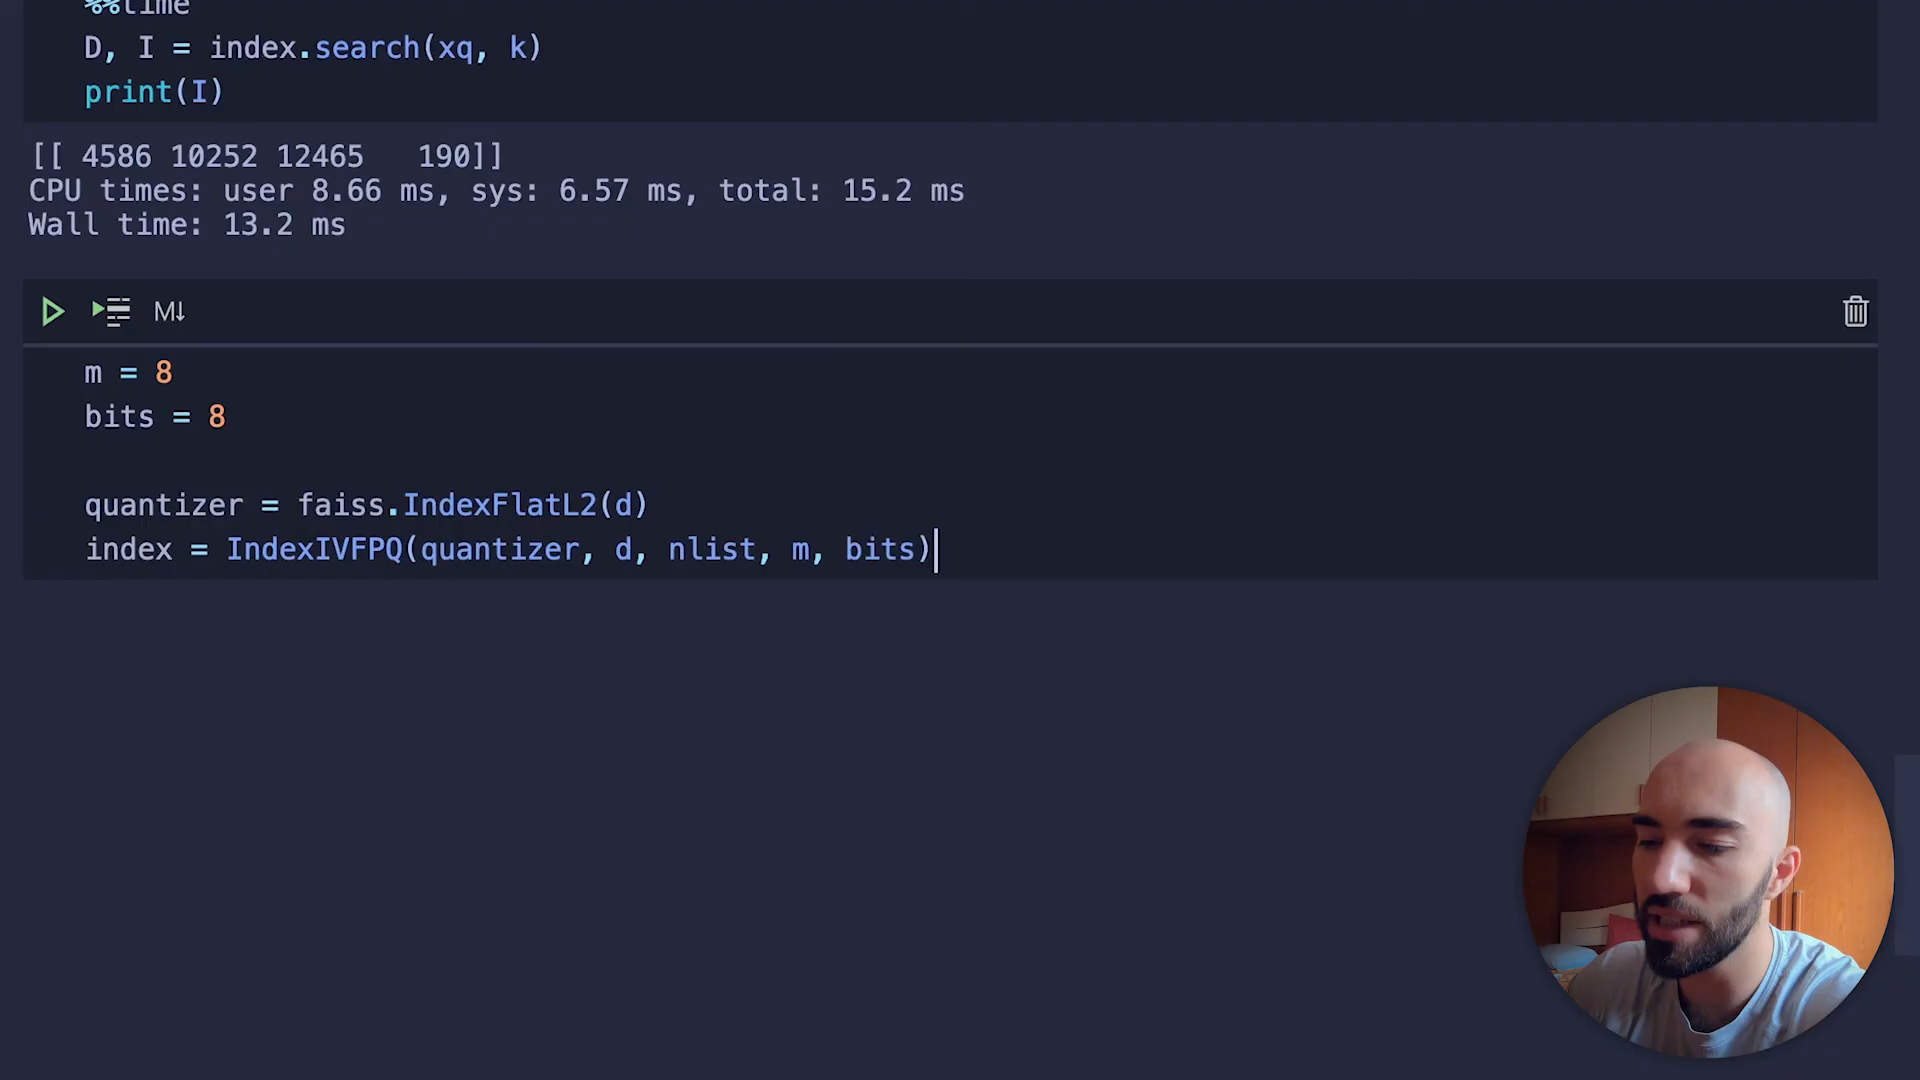 %%time
D, I = index.search(xq, k)
print(I)
[[ 4586 10252 12465   190]]
CPU times: user 8.66 ms, sys: 6.57 ms, total: 15.2 ms
Wall time: 13.2 ms
M↓
m = 8
bits = 8
quantizer = faiss.IndexFlatL2(d)
index = IndexIVFPQ(quantizer, d, nlist, m, bits)